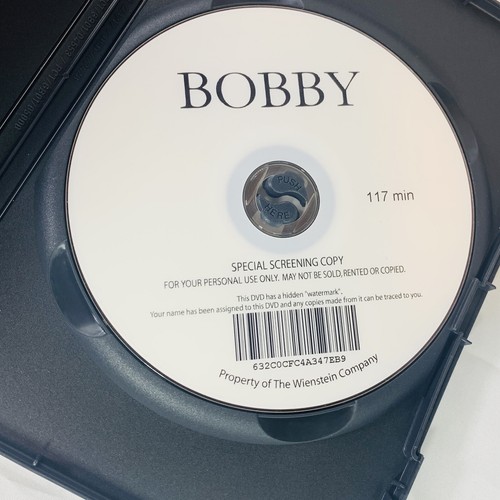 BOBBY
PUSH
HERE
117 min
SPECIAL SCREENING COPY
FOR YOUR PERSONAL USE ONLY. MAY NOT BE SOLD, RENTED OR COPIED.
This DVD has a hidden "watermark".
Your name has been assigned to this DVD and any copies made from it can be traced to you.
632C0CFC4A347EB9
Property of The Wienstein Company